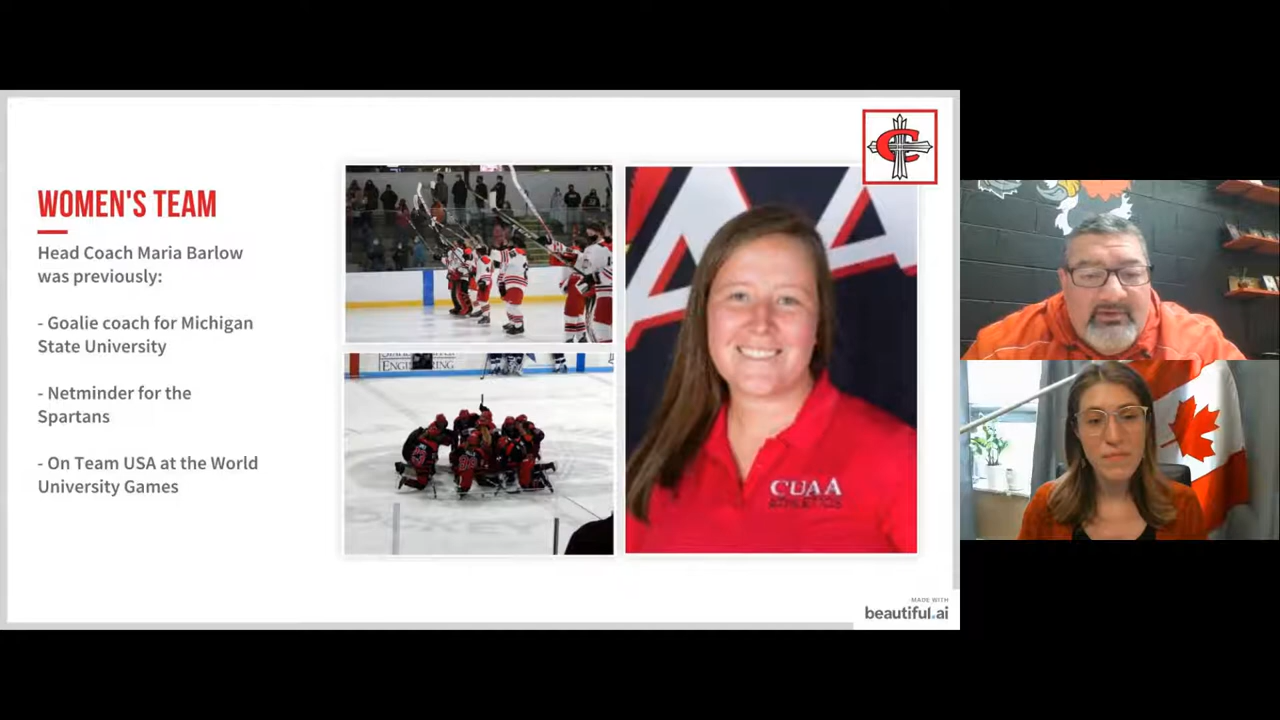 WOMEN'S TEAM
Head Coach Maria Barlow
was previously:
- Goalie coach for Michigan
State University
- Netminder for the
Spartans
- On Team USA at the World
University Games
ENGINEERING
CUAA
ATHLETICS
C
MADE WITH
beautiful.ai